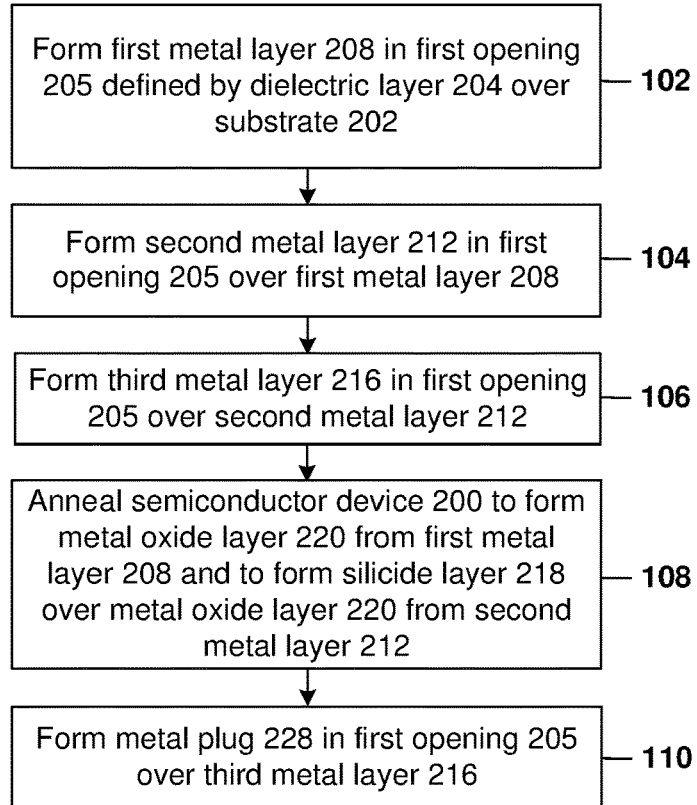 Form first metal layer 208 in first opening
205 defined by dielectric layer 204 over
substrate 202
102
Form second metal layer 212 in first
opening 205 over first metal layer 208
104
Form third metal layer 216 in first opening
205 over second metal layer 212
106
Anneal semiconductor device 200 to form
metal oxide layer 220 from first metal
layer 208 and to form silicide layer 218
over metal oxide layer 220 from second
metal layer 212
108
Form metal plug 228 in first opening 205
over third metal layer 216
110